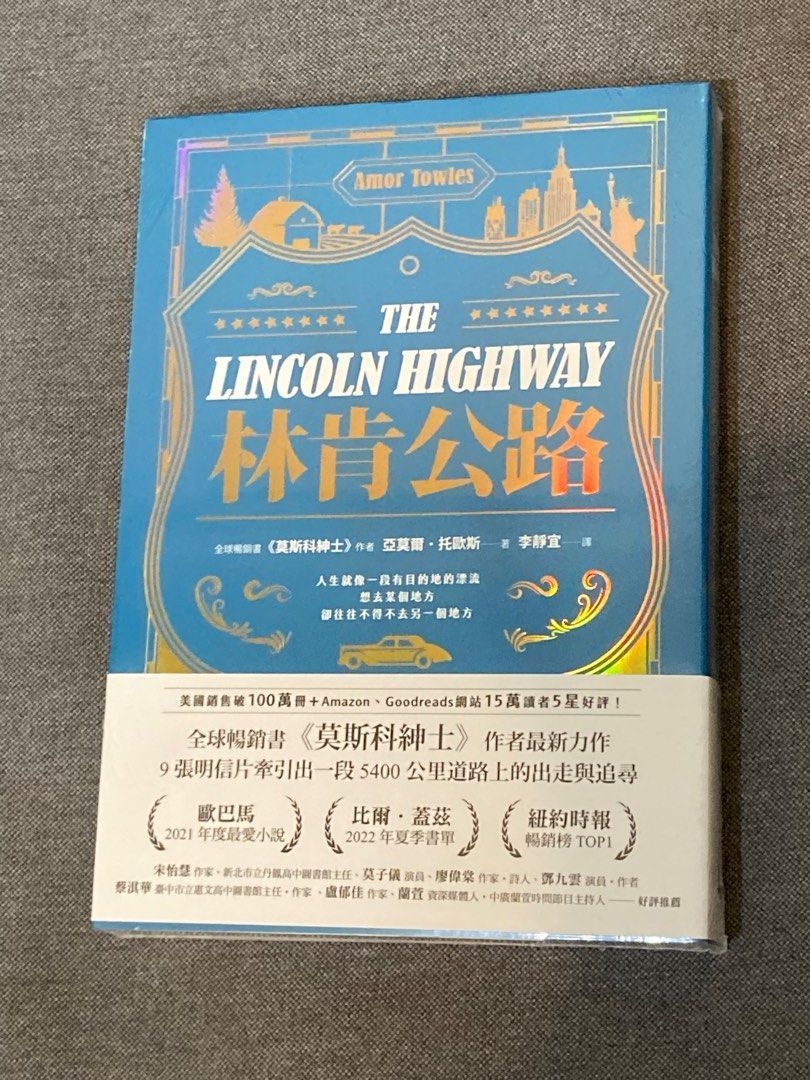 Amor Towles
THE
LINCOLN HIGHWAY
林肯公路
全球暢銷書《莫斯科紳士》作者 亞莫爾·托歐斯──著 李靜宜──譯
人生就像一段有目的地的漂流
想去某個地方
卻往往不得不去另一個地方
美國銷售破100萬冊+Amazon、Goodreads網站15萬讀者5星好評!
全球暢銷書《莫斯科紳士》作者最新力作
9張明信片牽引出一段5400公里道路上的出走與追尋
歐巴馬
2021年度最愛小說
比爾·蓋茲
2022年夏季書單
紐約時報
暢銷榜TOP1
宋怡慧 作家·新北市立丹鳳高中圖書館主任、莫子儀 演員、廖偉棠 作家·詩人、鄧九雲 演員·作者
蔡淇華 臺中市立惠文高中圖書館主任·作家、盧郁佳 作家、蘭萱 資深媒體人·中廣蘭萱時間節目主持人──好評推薦